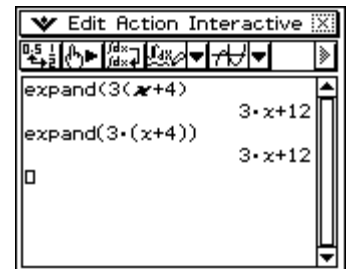 Edit Action Interactive
expand(3(x+4)
3·x+12
expand(3·(x+4))
3·x+12